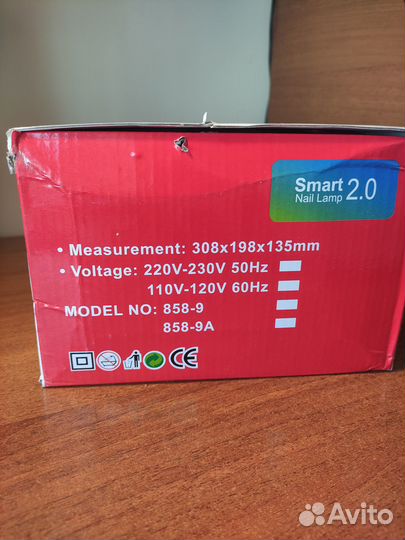 Smart 2.0
Nail Lamp
• Measurement: 308x198x135mm
• Voltage: 220V-230V 50Hz
110V-120V 60Hz
MODEL NO: 858-9
858-9A
CE
Avito